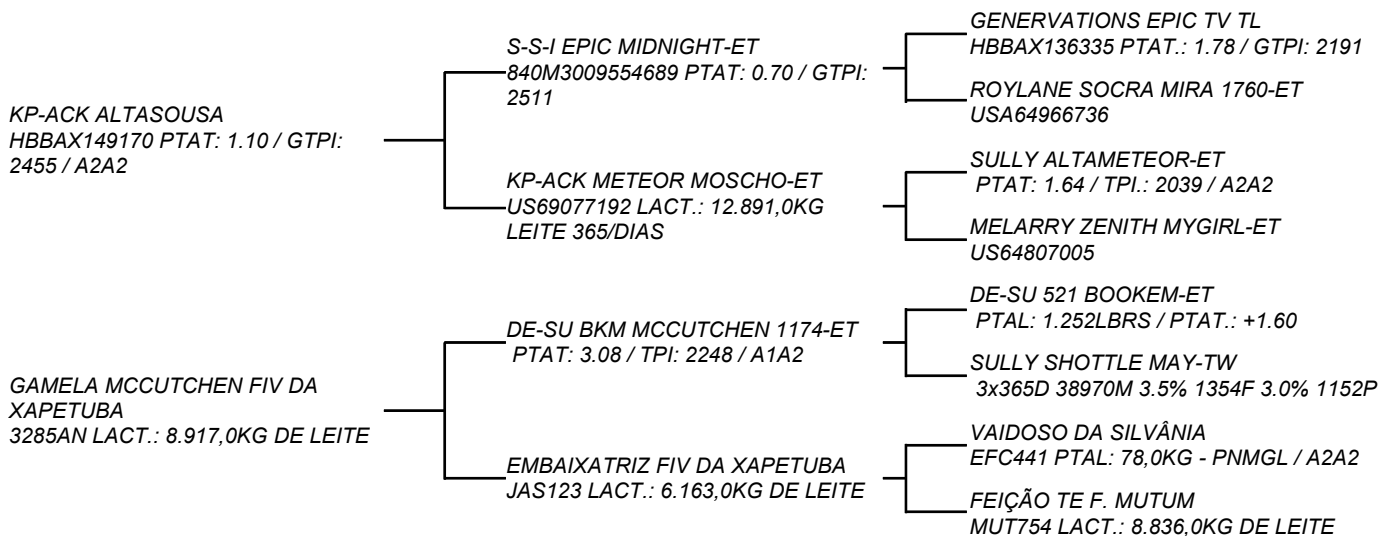 KP-ACK ALTASOUSA
HBBAX149170 PTAT: 1.10 / GTPI:
2455 / A2A2
S-S-I EPIC MIDNIGHT-ET
840M3009554689 PTAT: 0.70 / GTPI:
2511
GENERVATIONS EPIC TV TL
HBBAX136335 PTAT.: 1.78 / GTPI: 2191
ROYLANE SOCRA MIRA 1760-ET
USA64966736
KP-ACK METEOR MOSCHO-ET
US69077192 LACT.: 12.891,0KG
LEITE 365/DIAS
SULLY ALTAMETEOR-ET
PTAT: 1.64 / TPI.: 2039 / A2A2
MELARRY ZENITH MYGIRL-ET
US64807005
GAMELA MCCUTCHEN FIV DA
XAPETUBA
3285AN LACT.: 8.917,0KG DE LEITE
DE-SU BKM MCCUTCHEN 1174-ET
PTAT: 3.08 / TPI: 2248 / A1A2
DE-SU 521 BOOKEM-ET
PTAL: 1.252LBRS / PTAT.: +1.60
SULLY SHOTTLE MAY-TW
3x365D 38970M 3.5% 1354F 3.0% 1152P
EMBAIXATRIZ FIV DA XAPETUBA
JAS123 LACT.: 6.163,0KG DE LEITE
VAIDOSO DA SILVÂNIA
EFC441 PTAL: 78,0KG - PNMGL / A2A2
FEIÇÃO TE F. MUTUM
MUT754 LACT.: 8.836,0KG DE LEITE